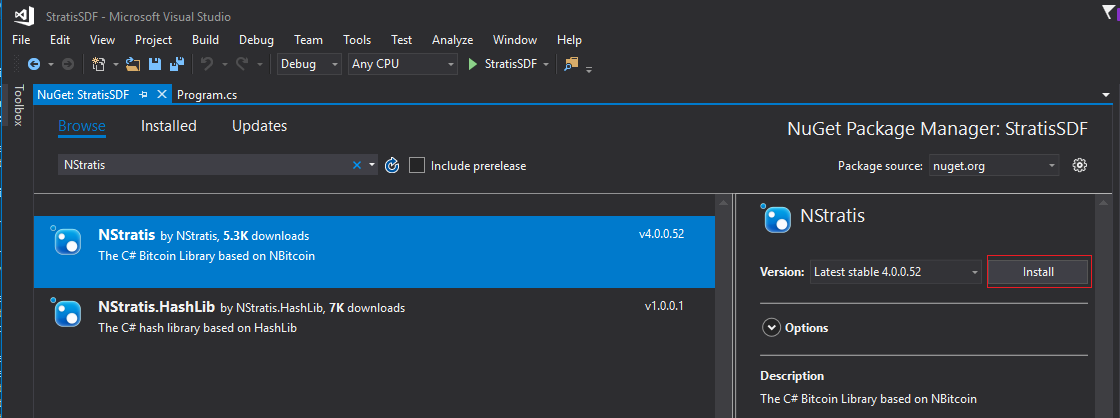 StratisSDF - Microsoft Visual Studio
File Edit View Project Build Debug Team Tools Test Analyze Window Help
Debug Any CPU StratisSDF
Toolbox
NuGet: StratisSDF Program.cs
Browse Installed Updates
NuGet Package Manager: StratisSDF
NStratis
Include prerelease
Package source: nuget.org
NStratis by NStratis, 5.3K downloads v4.0.0.52
The C# Bitcoin Library based on NBitcoin
NStratis.HashLib by NStratis.HashLib, 7K downloads v1.0.0.1
The C# hash library based on HashLib
NStratis
Version: Latest stable 4.0.0.52 Install
Options
Description
The C# Bitcoin Library based on NBitcoin